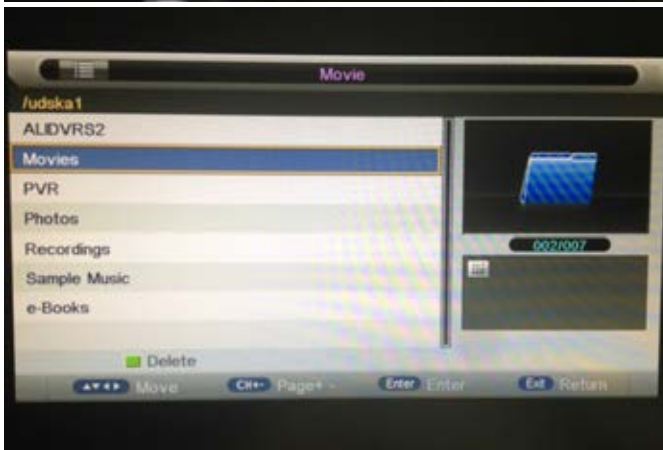 Movie
/udska1
ALIDVRS2
Movies
PVR
Photos
Recordings
Sample Music
e-Books
002/007
Delete
Move CH+- Page+ - Enter Enter Exit Return